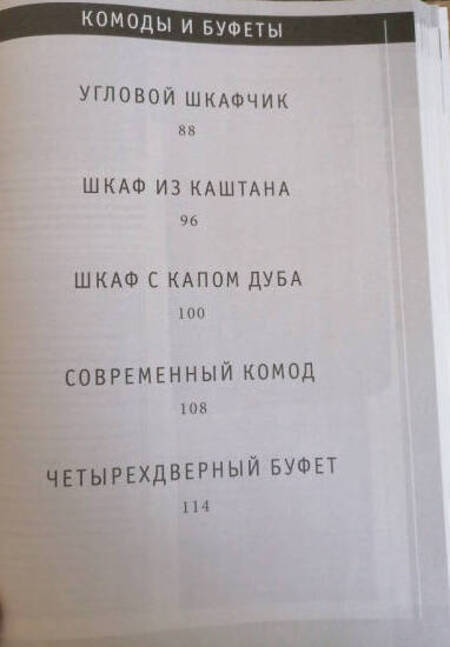 КОМОДЫ И БУФЕТЫ
УГЛОВОЙ ШКАФЧИК
88
ШКАФ ИЗ КАШТАНА
96
ШКАФ С КАПОМ ДУБА
100
СОВРЕМЕННЫЙ КОМОД
108
ЧЕТЫРЕХДВЕРНЫЙ БУФЕТ
114